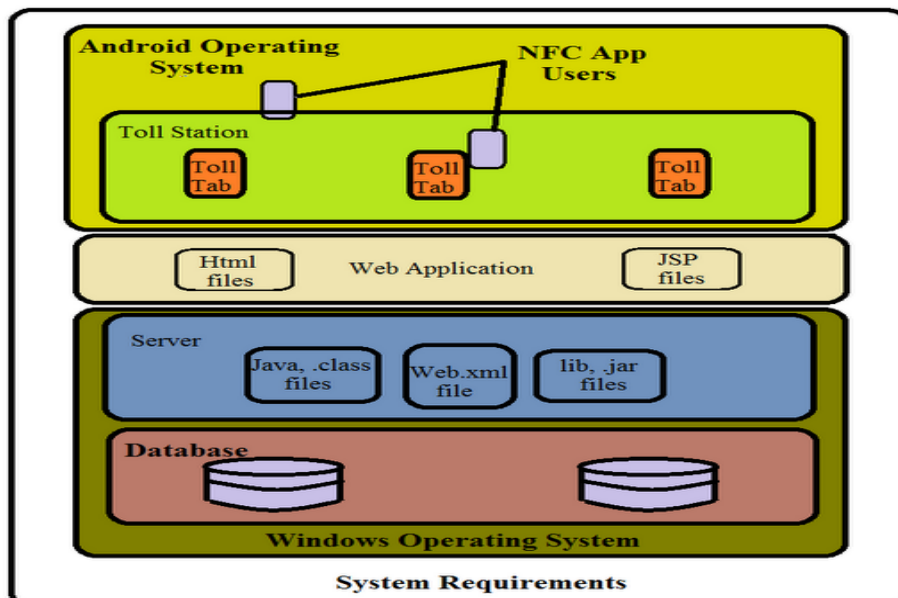 Android Operating
System
NFC App
Users
Toll Station
Toll
Tab
Toll
Tab
Toll
Tab
Html
files
Web Application
JSP
files
Server
Java, .class
files
Web.xml
file
lib, .jar
files
Database
Windows Operating System
System Requirements